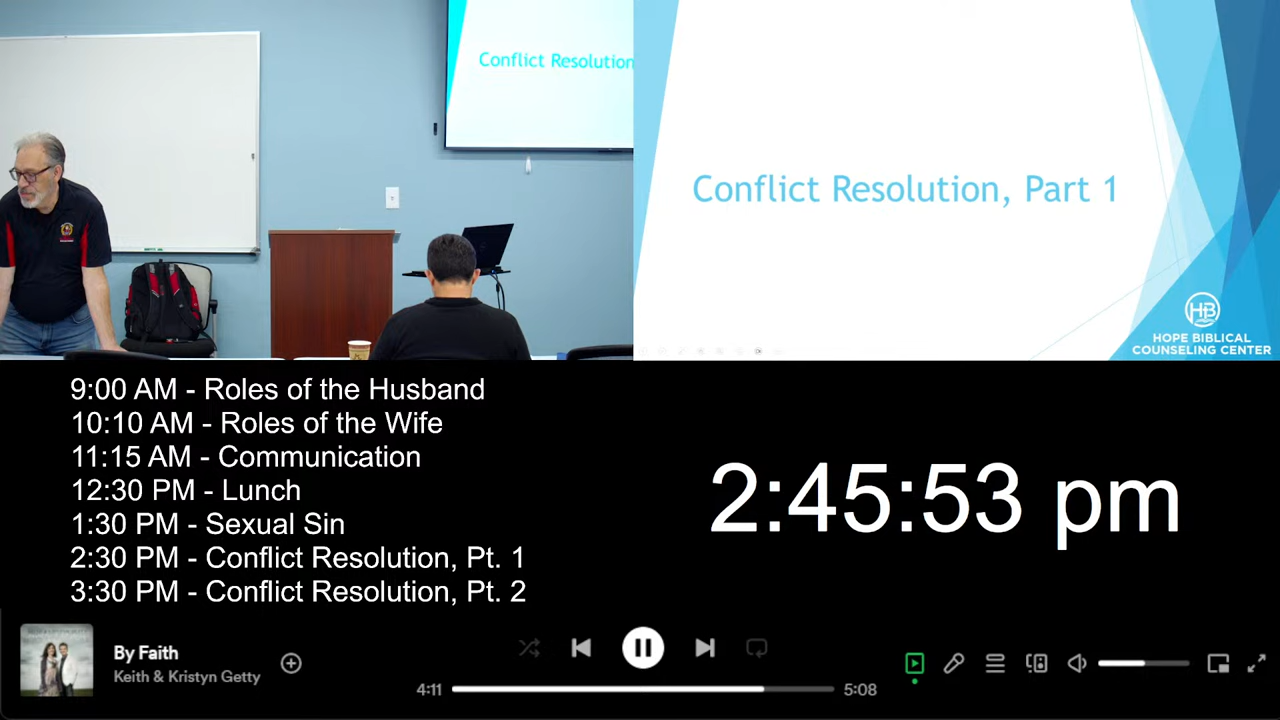 Conflict Resolution
Conflict Resolution, Part 1
HB
HOPE BIBLICAL
COUNSELING CENTER
9:00 AM - Roles of the Husband
10:10 AM - Roles of the Wife
11:15 AM - Communication
12:30 PM - Lunch
1:30 PM - Sexual Sin
2:30 PM - Conflict Resolution, Pt. 1
3:30 PM - Conflict Resolution, Pt. 2
2:45:53 pm
By Faith
Keith & Kristyn Getty
4:11
5:08